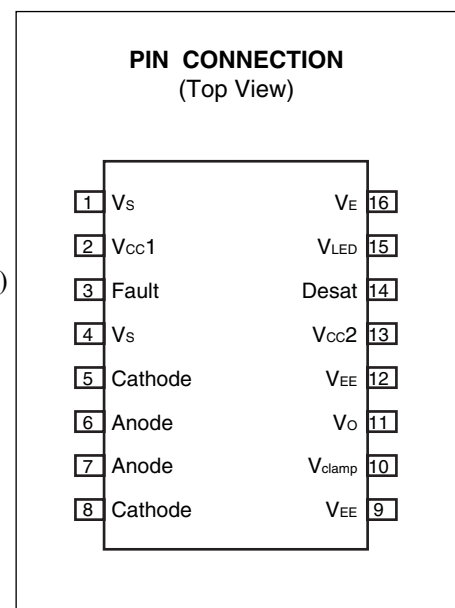 PIN CONNECTION
(Top View)
)
1 VS VE 16
2 VCC1 VLED 15
3 Fault Desat 14
4 VS VCC2 13
5 Cathode VEE 12
6 Anode VO 11
7 Anode Vclamp 10
8 Cathode VEE 9